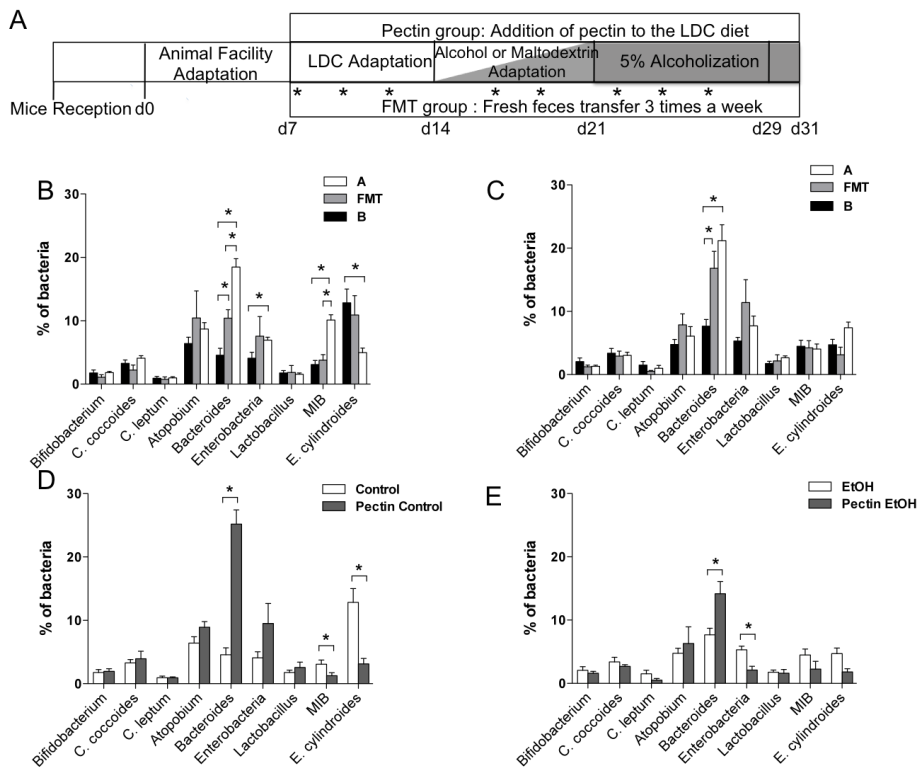 A
Pectin group: Addition of pectin to the LDC diet
Animal Facility
Adaptation
LDC Adaptation
Alcohol or Maltodextrin
Adaptation
5% Alcoholization
* * * * * * * *
Mice Reception d0
FMT group : Fresh feces transfer 3 times a week
d7 d14 d21 d29 d31
B
A
FMT
B
% of bacteria
30
20
10
0
* * * * * * *
Bifidobacterium
C. coccoides
C. leptum
Atopobium
Bacteroides
Enterobacteria
Lactobacillus
MIB
E. cylindroides
C
A
FMT
B
% of bacteria
30
20
10
0
* *
Bifidobacterium
C. coccoides
C. leptum
Atopobium
Bacteroides
Enterobacteria
Lactobacillus
MIB
E. cylindroides
D
Control
Pectin Control
% of bacteria
30
20
10
0
* * *
Bifidobacterium
C. coccoides
C. leptum
Atopobium
Bacteroides
Enterobacteria
Lactobacillus
MIB
E. cylindroides
E
EtOH
Pectin EtOH
% of bacteria
30
20
10
0
* *
Bifidobacterium
C. coccoides
C. leptum
Atopobium
Bacteroides
Enterobacteria
Lactobacillus
MIB
E. cylindroides